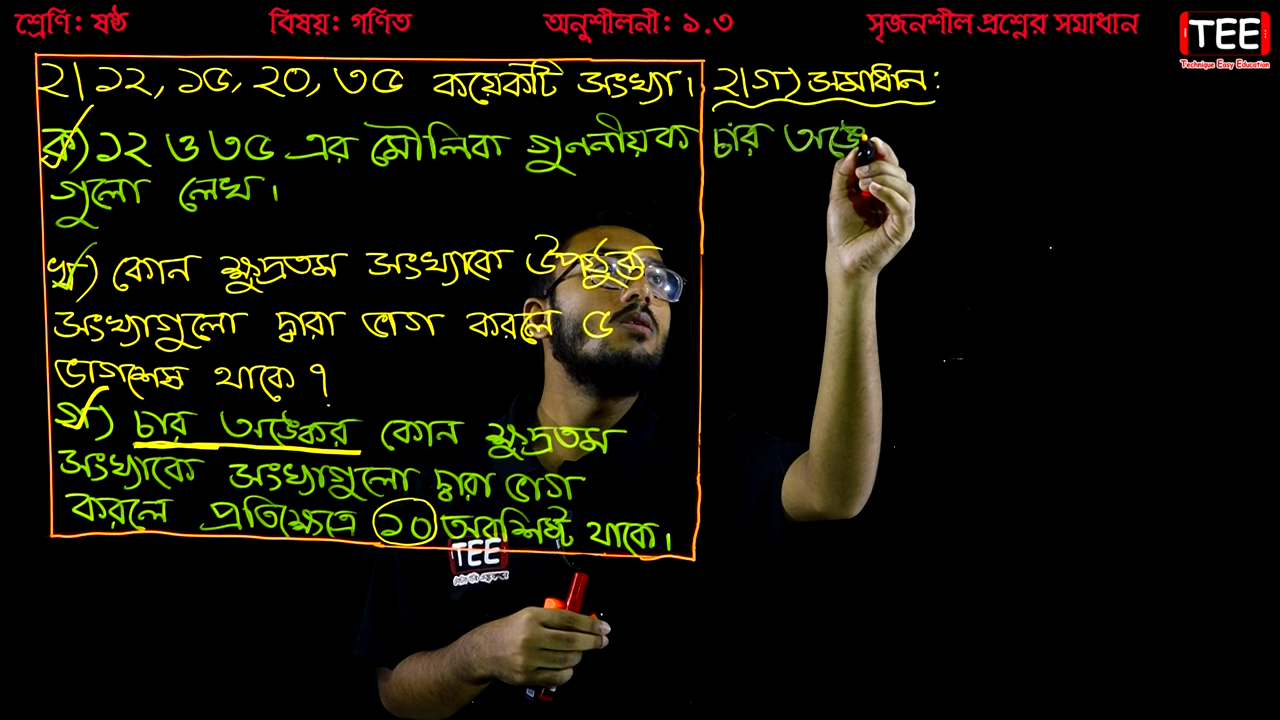 শ্রেণি: ষষ্ঠ বিষয়: গণিত অনুশীলনী: ১.৩ সৃজনশীল প্রশ্নের সমাধান
TEE
Technique Easy Education
২। ১২, ১৫, ২০, ৩৫ কয়েকটি সংখ্যা।
ক) ১২ ও ৩৫ এর মৌলিক গুননীয়ক
গুলো লেখ।
খ) কোন ক্ষুদ্রতম সংখ্যাকে উপর্যুক্ত
সংখ্যাগুলো দ্বারা ভাগ করলে ৫
ভাগশেষ থাকে ?
গ) চার অঙ্কের কোন ক্ষুদ্রতম
সংখ্যাকে সংখ্যাগুলো দ্বারা ভাগ
করলে প্রতিক্ষেত্রে ১০ অবশিষ্ট থাকে।
২।গ) সমাধান:
চার অঙ্কে
TEE